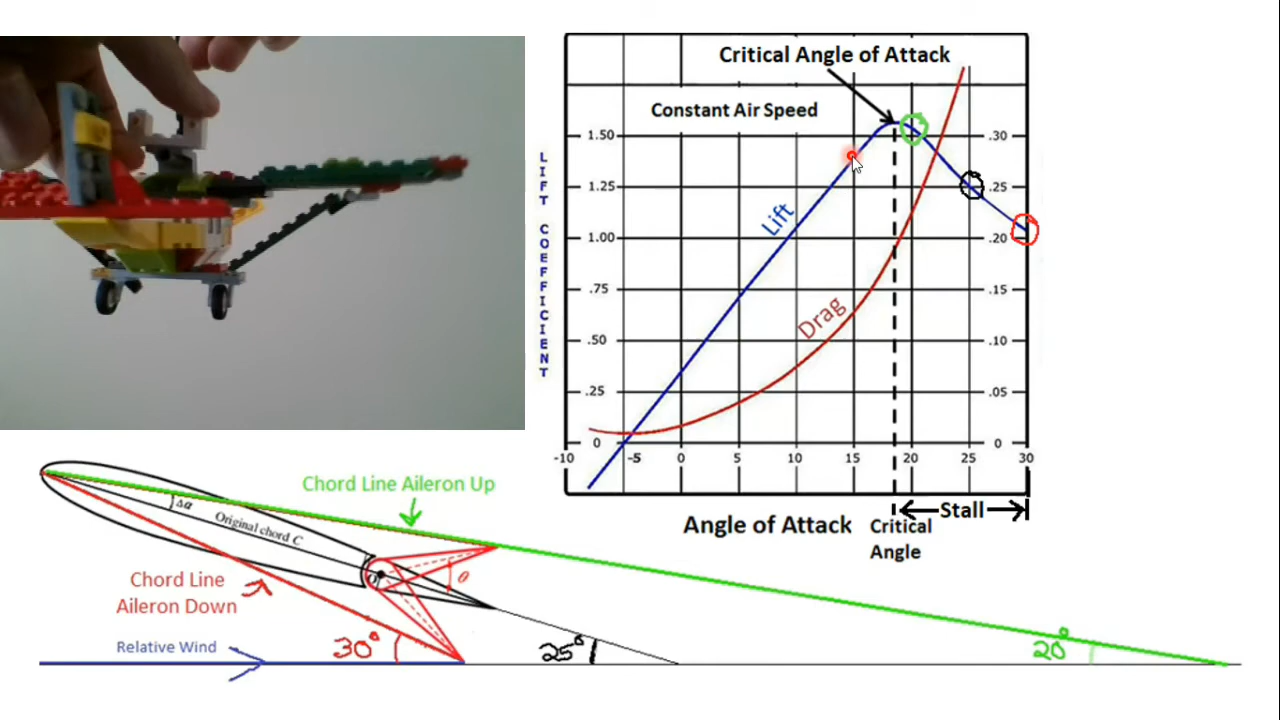 Critical Angle of Attack
Constant Air Speed
LIFT COEFFICIENT
1.50
1.25
1.00
.75
.50
.25
0
.30
.25
.20
.15
.10
.05
0
Lift
Drag
-10 -5 0 5 10 15 20 25 30
Stall
Angle of Attack
Critical
Angle
Chord Line Aileron Up
Δα
Original chord C
O
θ
Chord Line
Aileron Down
Relative Wind
30°
25°
20°